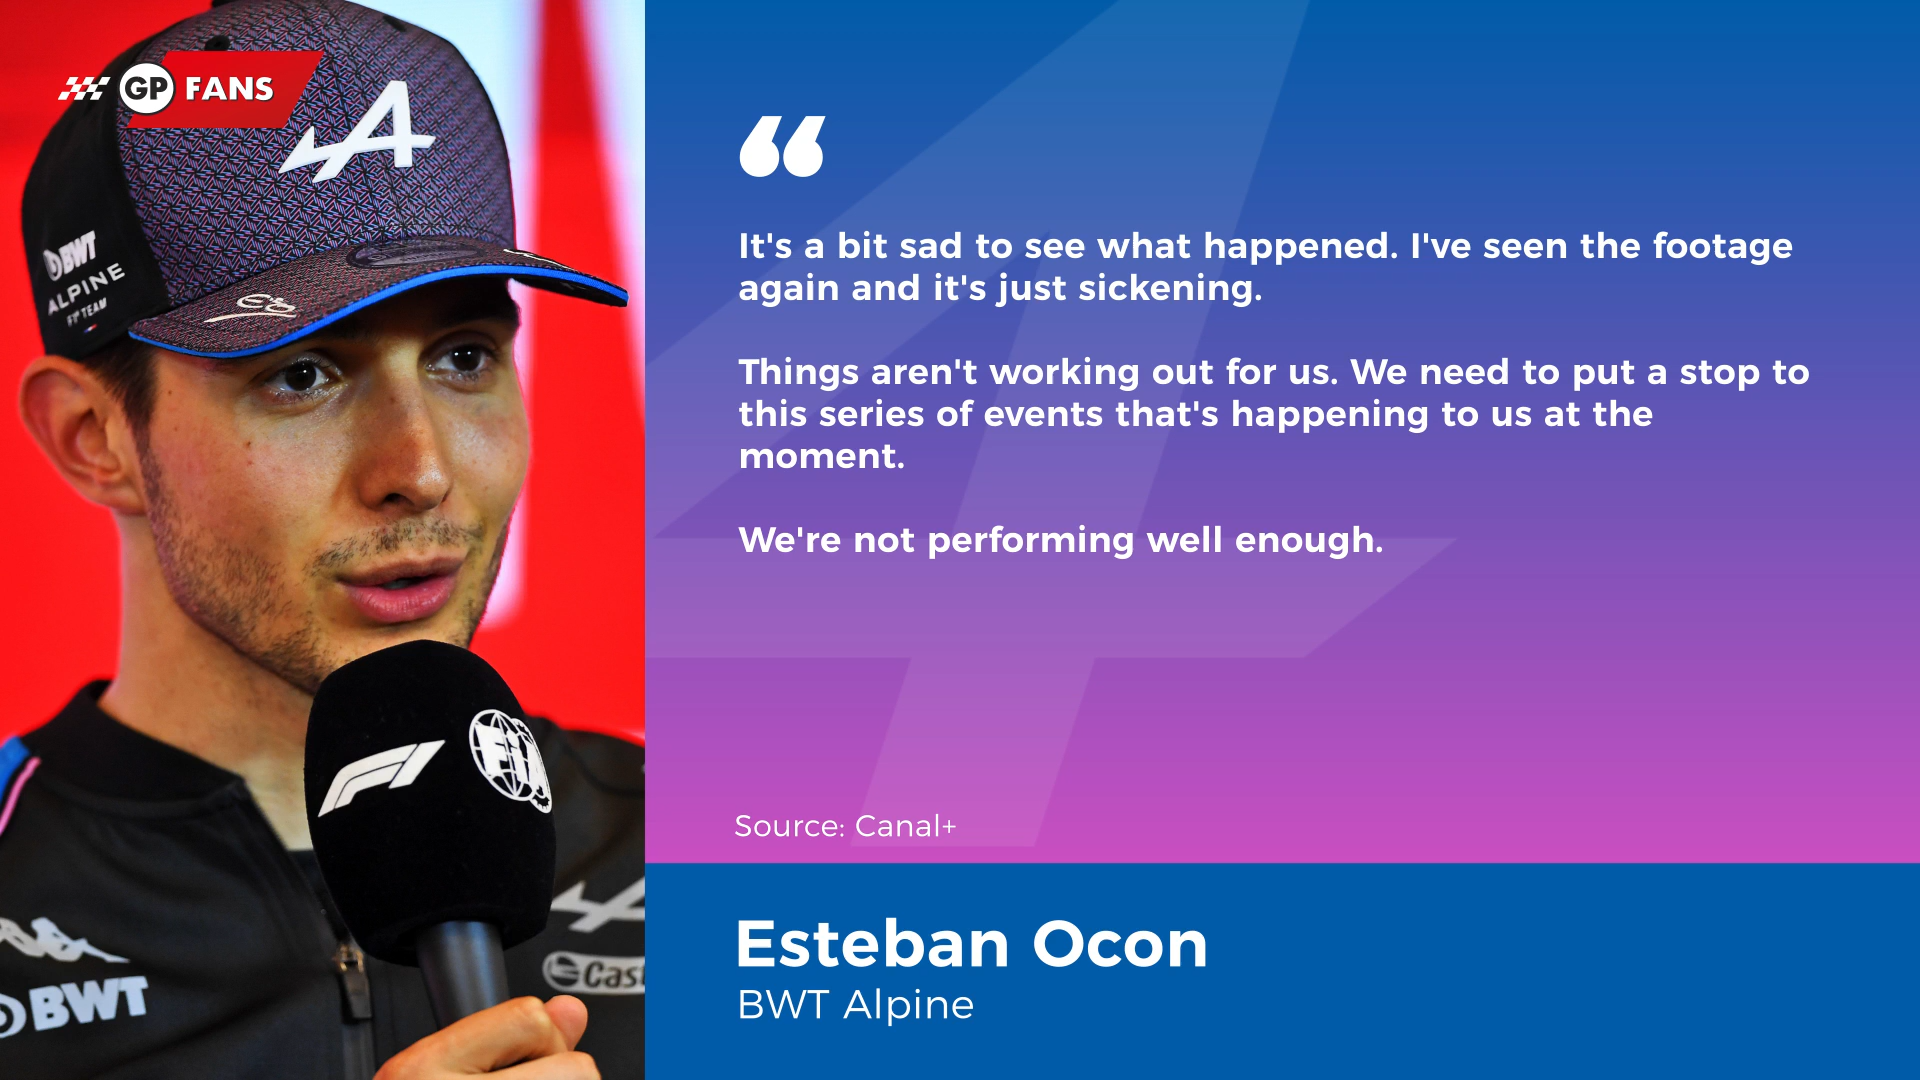 GP FANS
A
BWT
ALPINE
F1 TEAM
“
It's a bit sad to see what happened. I've seen the footage
again and it's just sickening.
Things aren't working out for us. We need to put a stop to
this series of events that's happening to us at the
moment.
We're not performing well enough.
F1
FIA
BWT
Cast
Source: Canal+
Esteban Ocon
BWT Alpine